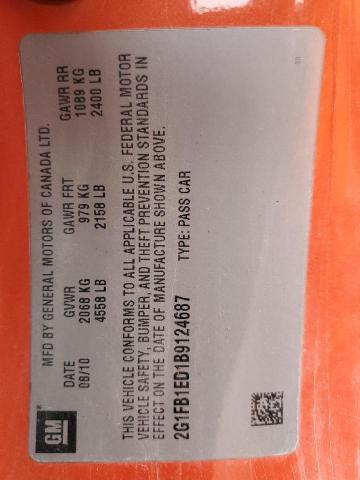 GM
MFD BY GENERAL MOTORS OF CANADA LTD.
DATE GVWR GAWR FRT GAWR RR
08/10 2068 KG 979 KG 1089 KG
4558 LB 2158 LB 2400 LB
THIS VEHICLE CONFORMS TO ALL APPLICABLE U.S. FEDERAL MOTOR
VEHICLE SAFETY, BUMPER, AND THEFT PREVENTION STANDARDS IN
EFFECT ON THE DATE OF MANUFACTURE SHOWN ABOVE.
2G1FB1ED1B9124687 TYPE: PASS CAR